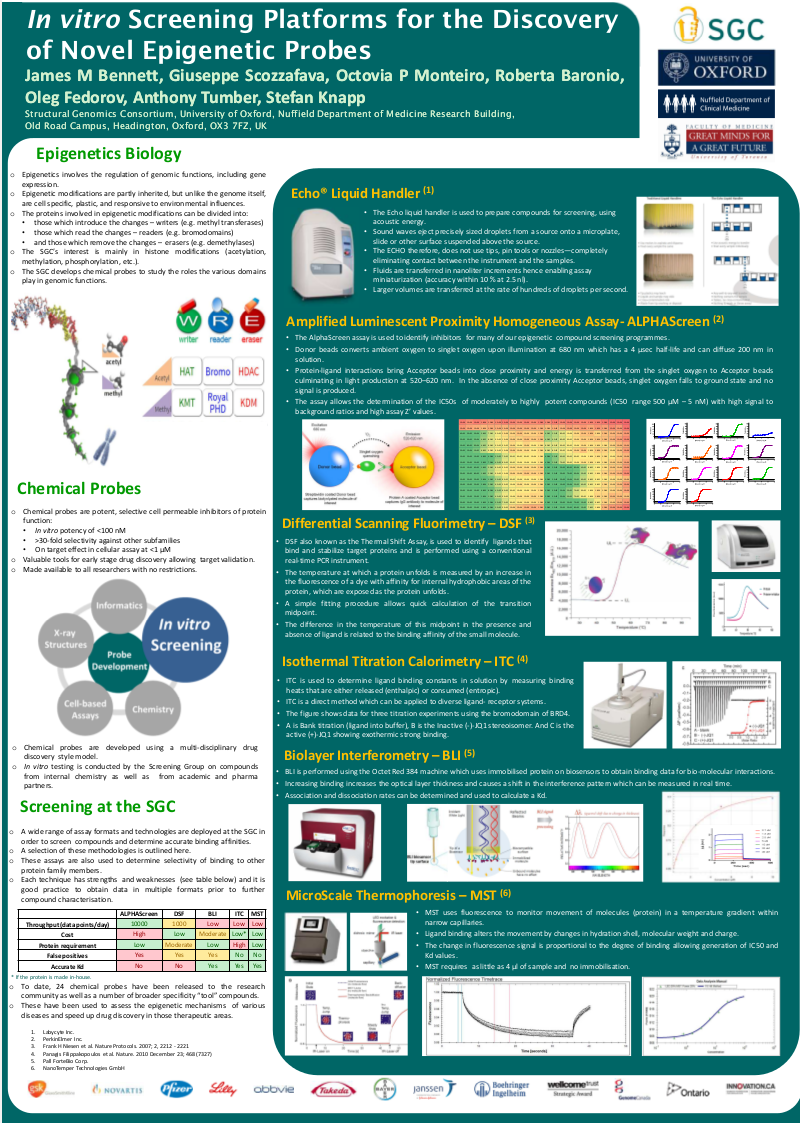 In vitro Screening Platforms for the Discovery
of Novel Epigenetic Probes
James M Bennett, Giuseppe Scozzafava, Octovia P Monteiro, Roberta Baronio,
Oleg Fedorov, Anthony Tumber, Stefan Knapp
Structural Genomics Consortium, University of Oxford, Nuffield Department of Medicine Research Building,
Old Road Campus, Headington, Oxford, OX3 7FZ, UK
SGC
UNIVERSITY OF
OXFORD
Nuffield Department of
Clinical Medicine
FACULTY OF MEDICINE
GREAT MINDS FOR
A GREAT FUTURE
University of Toronto
Epigenetics Biology
o Epigenetics involves the regulation of genomic functions, including gene
expression.
o Epigenetic modifications are partly inherited, but unlike the genome itself,
are cell specific, plastic, and responsive to environmental influences.
o The proteins involved in epigenetic modifications can be divided into:
• those which introduce the changes – writers (e.g. methyl transferases)
• those which read the changes – readers (e.g. bromodomains)
• and those which remove the changes – erasers (e.g. demethylases)
o The SGC's interest is mainly in histone modifications (acetylation,
methylation, phosphorylation, etc.).
o The SGC develops chemical probes to study the roles the various domains
play in genomic functions.
W R E
writer reader eraser
acetyl
methyl
Acetyl HAT Bromo HDAC
Methyl KMT Royal PHD KDM
Chemical Probes
o Chemical probes are potent, selective cell permeable inhibitors of protein
function:
• In vitro potency of <100 nM
• >30-fold selectivity against other subfamilies
• On target effect in cellular assay at <1 µM
o Valuable tools for early stage drug discovery allowing target validation.
o Made available to all researchers with no restrictions.
Informatics
In vitro
Screening
X-ray
Structures
Probe
Development
Cell-based
Assays
Chemistry
o Chemical probes are developed using a multi-disciplinary drug
discovery style model.
o In vitro testing is conducted by the Screening Group on compounds
from internal chemistry as well as from academic and pharma
partners.
Screening at the SGC
o A wide range of assay formats and technologies are deployed at the SGC in
order to screen compounds and determine accurate binding affinities.
o A selection of these methodologies is outlined here.
o These assays are also used to determine selectivity of binding to other
protein family members.
o Each technique has strengths and weaknesses (see table below) and it is
good practice to obtain data in multiple formats prior to further
compound characterisation.
ALPHAScreen DSF BLI ITC MST
Throughput (data points/day) 10000 1000 Low Low Low
Cost High Low Moderate Low* Low
Protein requirement Low Moderate Low High Low
False positives Yes Yes Yes No No
Accurate Kd No No Yes Yes Yes
* If the protein is made in-house.
o To date, 24 chemical probes have been released to the research
community as well as a number of broader specificity "tool" compounds.
o These have been used to assess the epigenetic mechanisms of various
diseases and speed up drug discovery in those therapeutic areas.
1. Labcyte Inc.
2. PerkinElmer Inc.
3. Frank H Niesen et al. Nature Protocols. 2007; 2, 2212 - 2221
4. Panagis Filippakopoulos et al. Nature. 2010 December 23; 468 (7327)
5. Pall ForteBio Corp.
6. NanoTemper Technologies GmbH
Echo® Liquid Handler (1)
• The Echo liquid handler is used to prepare compounds for screening, using
acoustic energy.
• Sound waves eject precisely sized droplets from a source onto a microplate,
slide or other surface suspended above the source.
• The ECHO therefore, does not use tips, pin tools or nozzles—completely
eliminating contact between the instrument and the samples.
• Fluids are transferred in nanoliter increments hence enabling assay
miniaturization (accuracy within 10 % at 2.5 nl).
• Larger volumes are transferred at the rate of hundreds of droplets per second.
Amplified Luminescent Proximity Homogeneous Assay- ALPHAScreen (2)
• The AlphaScreen assay is used to identify inhibitors for many of our epigenetic compound screening programmes.
• Donor beads converts ambient oxygen to singlet oxygen upon illumination at 680 nm which has a 4 µsec half-life and can diffuse 200 nm in
solution.
• Protein-ligand interactions bring Acceptor beads into close proximity and energy is transferred from the singlet oxygen to Acceptor beads
culminating in light production at 520–620 nm. In the absence of close proximity Acceptor beads, singlet oxygen falls to ground state and no
signal is produced.
• The assay allows the determination of the IC50s of moderately to highly potent compounds (IC50 range 500 µM – 5 nM) with high signal to
background ratios and high assay Z' values.
Donor bead
Acceptor bead
Differential Scanning Fluorimetry – DSF (3)
• DSF also known as the Thermal Shift Assay, is used to identify ligands that
bind and stabilize target proteins and is performed using a conventional
real-time PCR instrument.
• The temperature at which a protein unfolds is measured by an increase in
the fluorescence of a dye with affinity for internal hydrophobic areas of the
protein, which are exposed as the protein unfolds.
• A simple fitting procedure allows quick calculation of the transition
midpoint.
• The difference in the temperature of this midpoint in the presence and
absence of ligand is related to the binding affinity of the small molecule.
Temperature (°C)
Isothermal Titration Calorimetry – ITC (4)
• ITC is used to determine ligand binding constants in solution by measuring binding
heats that are either released (enthalpic) or consumed (entropic).
• ITC is a direct method which can be applied to diverse ligand- receptor systems.
• The figure shows data for three titration experiments using the bromodomain of BRD4.
• A is Bank titration (ligand into buffer), B is the Inactive (-)-JQ1 stereoisomer. And C is the
active (+)-JQ1 showing exothermic strong binding.
Biolayer Interferometry – BLI (5)
• BLI is performed using the Octet Red 384 machine which uses immobilised protein on biosensors to obtain binding data for bio-molecular interactions.
• Increasing binding increases the optical layer thickness and causes a shift in the interference pattern which can be measured in real time.
• Association and dissociation rates can be determined and used to calculate a Kd.
MicroScale Thermophoresis – MST (6)
• MST uses fluorescence to monitor movement of molecules (protein) in a temperature gradient within
narrow capillaries.
• Ligand binding alters the movement by changes in hydration shell, molecular weight and charge.
• The change in fluorescence signal is proportional to the degree of binding allowing generation of IC50 and
Kd values.
• MST requires as little as 4 µl of sample and no immobilisation.
Normalized Fluorescence Timetrace
Time [seconds]
gsk
NOVARTIS
Pfizer
Lilly
abbvie
Takeda
BAYER
janssen
Boehringer
Ingelheim
wellcome trust
Strategic Award
GenomeCanada
Ontario
INNOVATION.CA